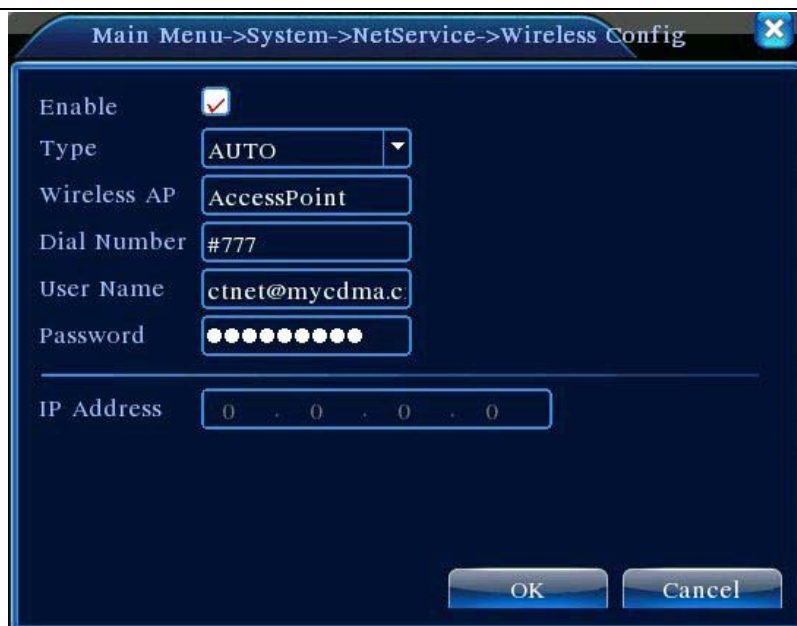 Main Menu->System->NetService->Wireless Config
Enable
Type AUTO
Wireless AP AccessPoint
Dial Number #777
User Name ctnet@mycdma.c
Password ●●●●●●●●●
IP Address 0 . 0 . 0 . 0
OK Cancel